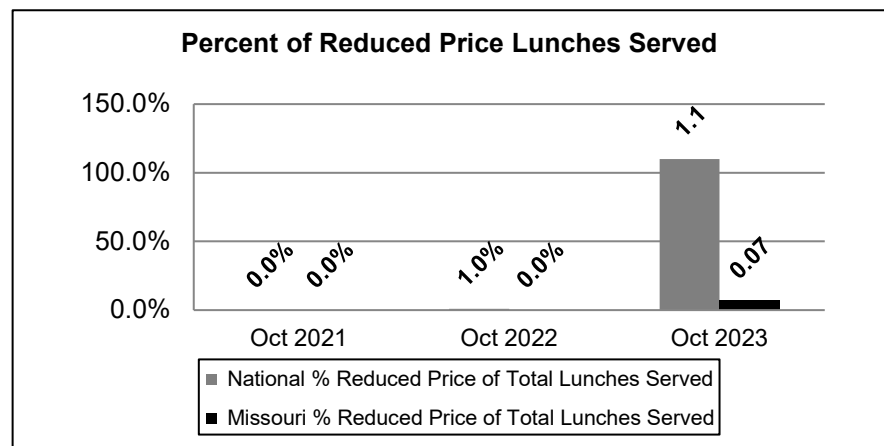 Percent of Reduced Price Lunches Served
150.0%
100.0%
50.0%
0.0%
0.0%
0.0%
1.0%
0.0%
1.1
0.07
Oct 2021
Oct 2022
Oct 2023
National % Reduced Price of Total Lunches Served
Missouri % Reduced Price of Total Lunches Served